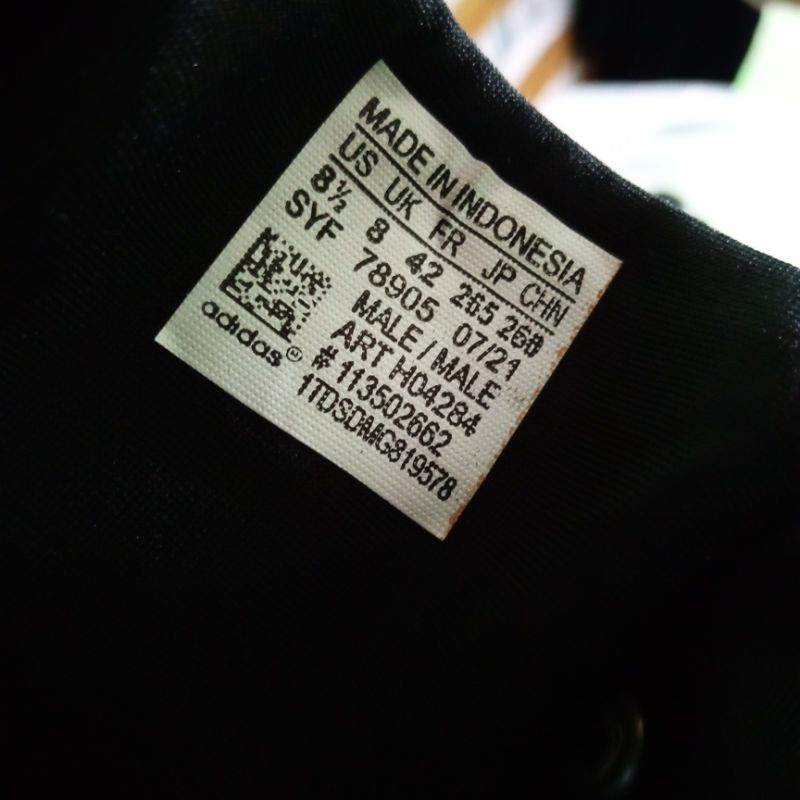 MADE IN INDONESIA
US UK FR JP CHN
8½ 8 42 265 260
SYF 78905 07/21
MALE / MALE
ART H04284
# 113502662
1TDSDMG819578
adidas